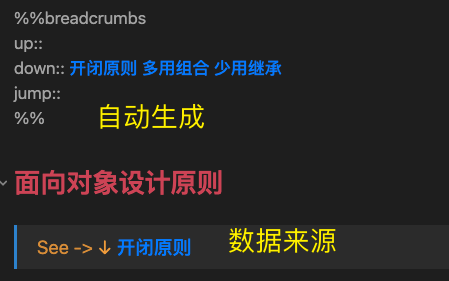 %%breadcrumbs
up::
down:: 开闭原则 多用组合 少用继承
jump::
%%
自动生成
面向对象设计原则
See -> ↓ 开闭原则
数据来源